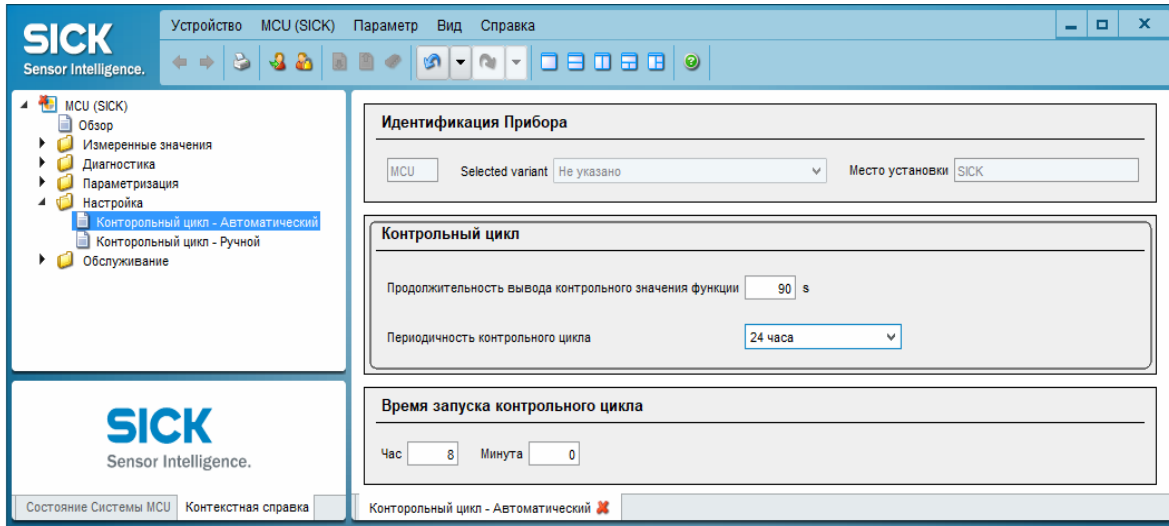 SICK
Sensor Intelligence.
Устройство MCU (SICK) Параметр Вид Справка
MCU (SICK)
Обзор
Измеренные значения
Диагностика
Параметризация
Настройка
Конторольный цикл - Автоматический
Конторольный цикл - Ручной
Обслуживание
SICK
Sensor Intelligence.
Состояние Системы MCU Контекстная справка
Идентификация Прибора
MCU Selected variant Не указано Место установки SICK
Контрольный цикл
Продолжительность вывода контрольного значения функции 90 s
Периодичность контрольного цикла 24 часа
Время запуска контрольного цикла
Час 8 Минута 0
Конторольный цикл - Автоматический